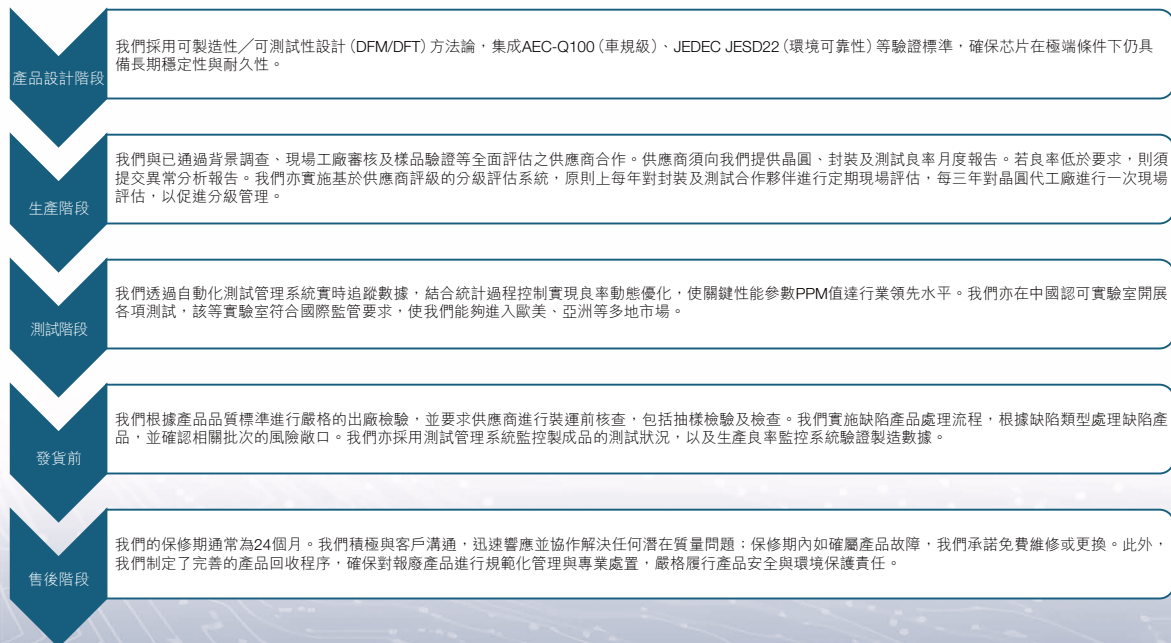 產品設計階段
我們採用可製造性／可測試性設計（DFM/DFT）方法論，集成AEC-Q100（車規級）、JEDEC JESD22（環境可靠性）等驗證標準，確保芯片在極端條件下仍具
備長期穩定性與耐久性。
生產階段
我們與已通過背景調查、現場工廠審核及樣品驗證等全面評估之供應商合作。供應商須向我們提供晶圓、封裝及測試良率月度報告。若良率低於要求，則須
提交異常分析報告。我們亦實施基於供應商評級的分級評估系統，原則上每年對封裝及測試合作夥伴進行定期現場評估，每三年對晶圓代工廠進行一次現場
評估，以促進分級管理。
測試階段
我們透過自動化測試管理系統實時追蹤數據，結合統計過程控制實現良率動態優化，使關鍵性能參數PPM值達行業領先水平。我們亦在中國認可實驗室開展
各項測試，該等實驗室符合國際監管要求，使我們能夠進入歐美、亞洲等多地市場。
發貨前
我們根據產品品質標準進行嚴格的出廠檢驗，並要求供應商進行裝運前核查，包括抽樣檢驗及檢查。我們實施缺陷產品處理流程，根據缺陷類型處理缺陷產
品，並確認相關批次的風險敞口。我們亦採用測試管理系統監控製成品的測試狀況，以及生產良率監控系統驗證製造數據。
售後階段
我們的保修期通常為24個月。我們積極與客戶溝通，迅速響應並協作解決任何潛在質量問題；保修期內如確屬產品故障，我們承諾免費維修或更換。此外，
我們制定了完善的產品回收程序，確保對報廢產品進行規範化管理與專業處置，嚴格履行產品安全與環境保護責任。